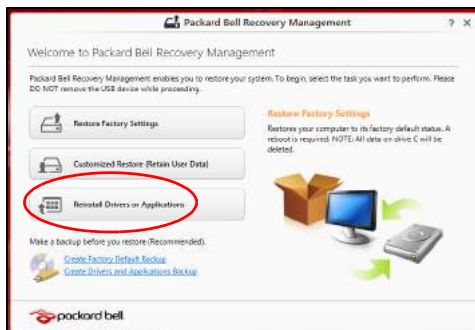 Packard Bell Recovery Management
? X
Welcome to Packard Bell Recovery Management
Packard Bell Recovery Management enables you to restore your system. To begin, select the task you want to perform. Please
DO NOT remove the USB device while proceeding.
Restore Factory Settings
Customized Restore (Retain User Data)
Reinstall Drivers or Applications
Restore Factory Settings
Restores your computer to its factory default status. A
reboot is required. NOTE: All data on drive C will be
deleted.
Make a backup before you restore (Recommended).
Create Factory Default Backup
Create Drivers and Applications Backup
packard bell